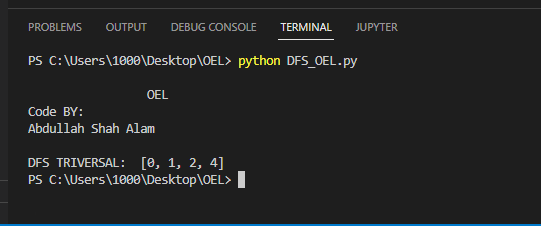 PROBLEMS OUTPUT DEBUG CONSOLE TERMINAL JUPYTER
PS C:\Users\1000\Desktop\OEL> python DFS_OEL.py
OEL
Code BY:
Abdullah Shah Alam
DFS TRIVERSAL: [0, 1, 2, 4]
PS C:\Users\1000\Desktop\OEL>